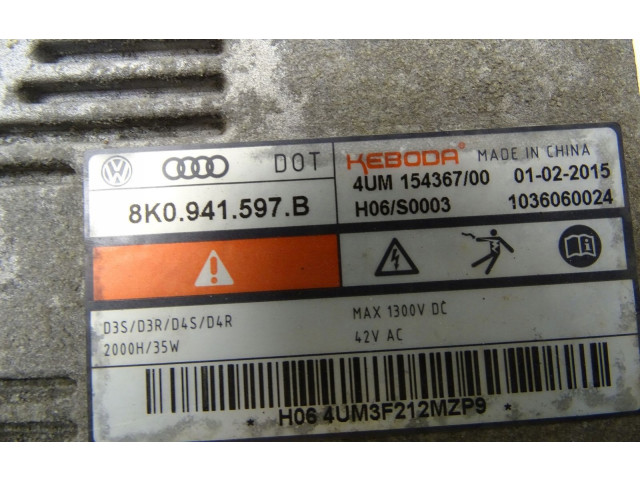 DOT KEBODA MADE IN CHINA
8K0.941.597.B
4UM 154367/00 01-02-2015
H06/S0003 1036060024
D3S/D3R/D4S/D4R
2000H/35W
MAX 1300V DC
42V AC
* H06 4UM3F212MZP9 *